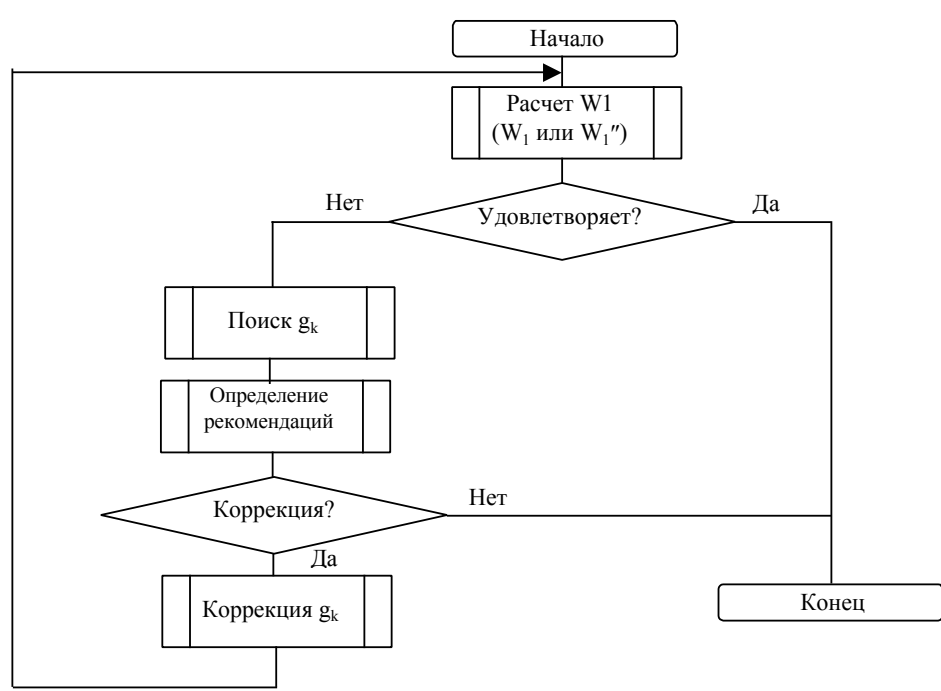 Начало
Расчет W1
(W₁ или W₁″)
Нет
Удовлетворяет?
Да
Поиск gₖ
Определение
рекомендаций
Коррекция?
Нет
Да
Коррекция gₖ
Конец